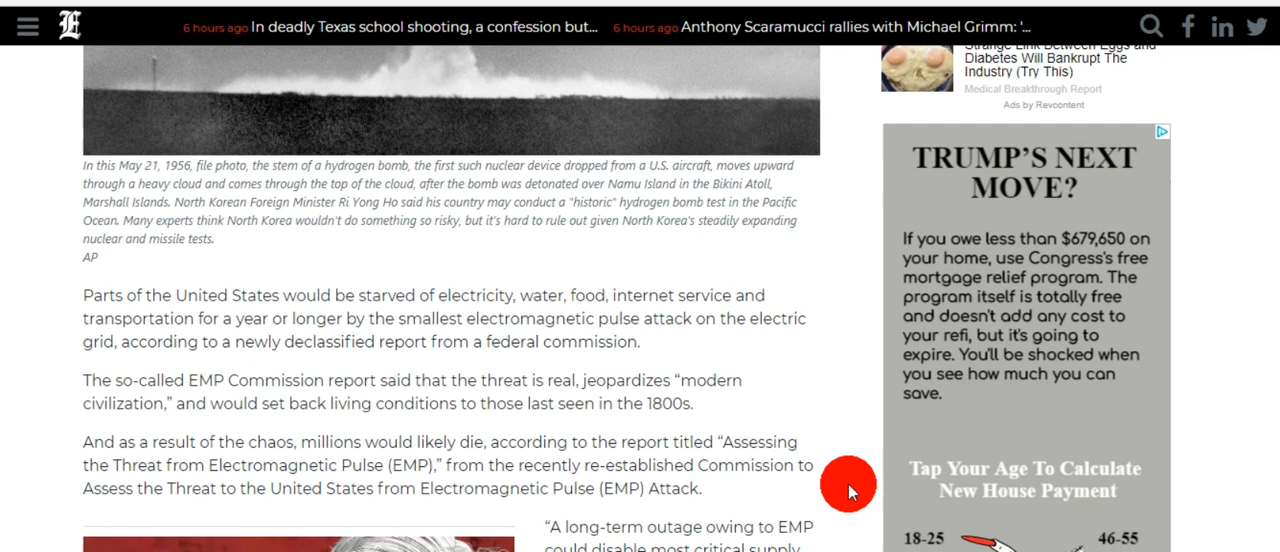 6 hours ago In deadly Texas school shooting, a confession but... 6 hours ago Anthony Scaramucci rallies with Michael Grimm: '...
In this May 21, 1956, file photo, the stem of a hydrogen bomb, the first such nuclear device dropped from a U.S. aircraft, moves upward
through a heavy cloud and comes through the top of the cloud, after the bomb was detonated over Namu Island in the Bikini Atoll,
Marshall Islands. North Korean Foreign Minister Ri Yong Ho said his country may conduct a "historic" hydrogen bomb test in the Pacific
Ocean. Many experts think North Korea wouldn't do something so risky, but it's hard to rule out given North Korea's steadily expanding
nuclear and missile tests.
AP
Parts of the United States would be starved of electricity, water, food, internet service and
transportation for a year or longer by the smallest electromagnetic pulse attack on the electric
grid, according to a newly declassified report from a federal commission.
The so-called EMP Commission report said that the threat is real, jeopardizes “modern
civilization,” and would set back living conditions to those last seen in the 1800s.
And as a result of the chaos, millions would likely die, according to the report titled “Assessing
the Threat from Electromagnetic Pulse (EMP),” from the recently re-established Commission to
Assess the Threat to the United States from Electromagnetic Pulse (EMP) Attack.
“A long-term outage owing to EMP
could disable most critical supply
Strange Link Between Eggs and
Diabetes Will Bankrupt The
Industry (Try This)
Medical Breakthrough Report
Ads by Revcontent
TRUMP'S NEXT
MOVE?
If you owe less than $679,650 on
your home, use Congress's free
mortgage relief program. The
program itself is totally free
and doesn't add any cost to
your refi, but it's going to
expire. You'll be shocked when
you see how much you can
save.
Tap Your Age To Calculate
New House Payment
18-25 46-55